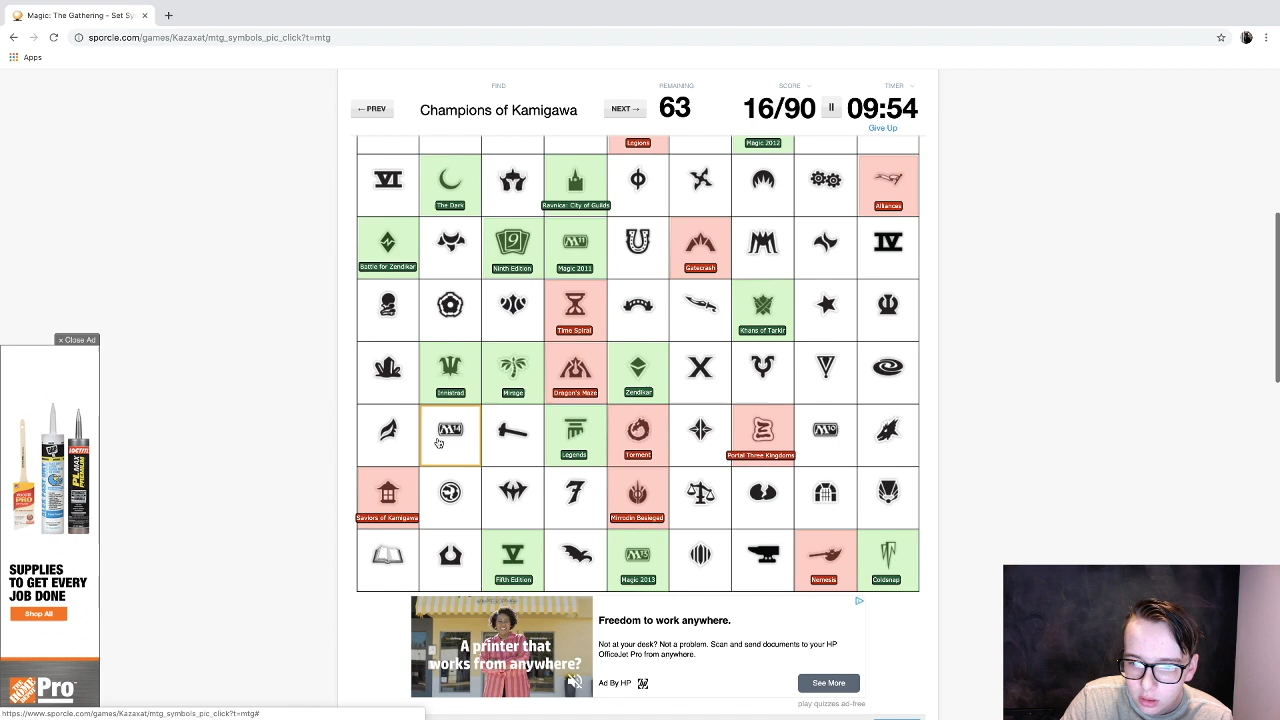 Magic: The Gathering - Set Sy
sporcle.com/games/Kazaxat/mtg_symbols_pic_click?t=mtg
Apps
FIND
REMAINING
SCORE
TIMER
← PREV
Champions of Kamigawa
NEXT →
63
16/90
09:54
Give Up
Legions
Magic 2012
VI
The Dark
Ravnica: City of Guilds
Alliances
9
M11
IV
Battle for Zendikar
Ninth Edition
Magic 2011
Gatecrash
Time Spiral
Khans of Tarkir
X
Innistrad
Mirage
Dragon's Maze
Zendikar
M14
M10
Legends
Torment
Portal Three Kingdoms
7
Saviors of Kamigawa
Mirrodin Besieged
V
M13
Fifth Edition
Magic 2013
Nemesis
Coldsnap
× Close Ad
SUPPLIES
TO GET EVERY
JOB DONE
Shop All
Pro
A printer that
works from anywhere?
Freedom to work anywhere.
Not at your desk? Not a problem. Scan and send documents to your HP
OfficeJet Pro from anywhere.
Ad By HP
See More
play quizzes ad-free
https://www.sporcle.com/games/Kazaxat/mtg_symbols_pic_click?t=mtg#